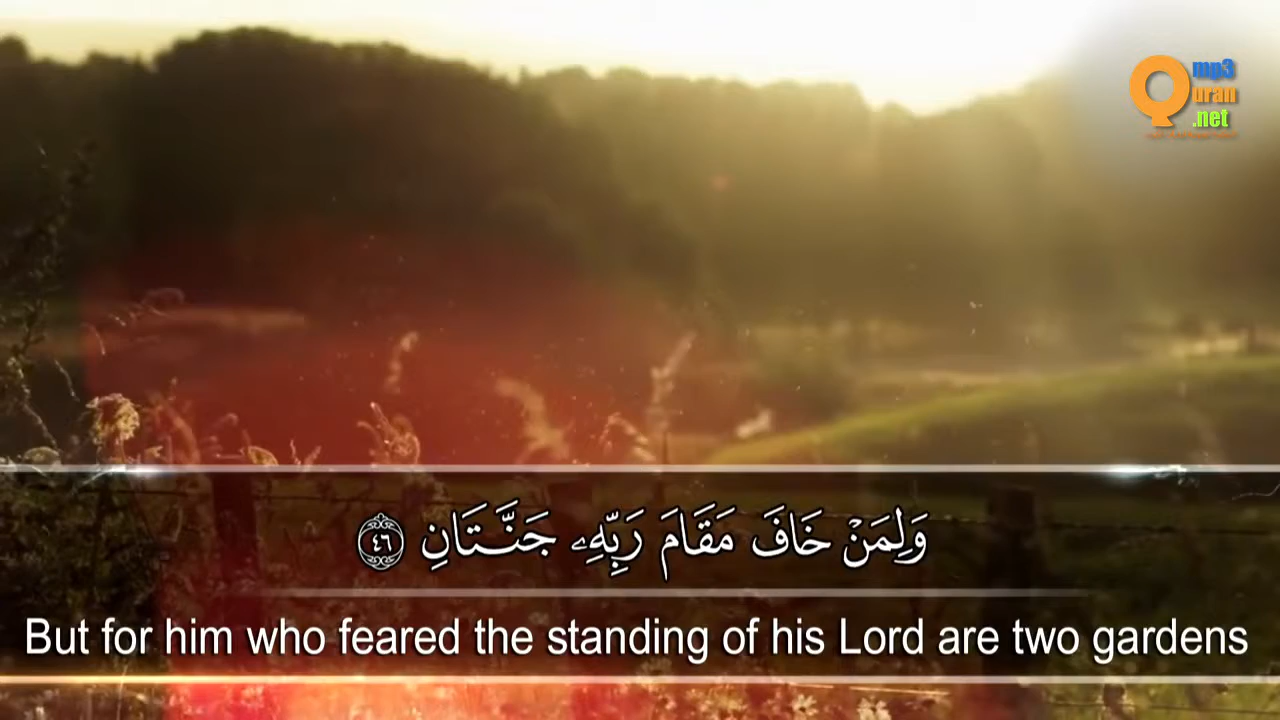 mp3
Quran
.net
وَلِمَنْ خَافَ مَقَامَ رَبِّهِۦ جَنَّتَانِ ٤٦
But for him who feared the standing of his Lord are two gardens